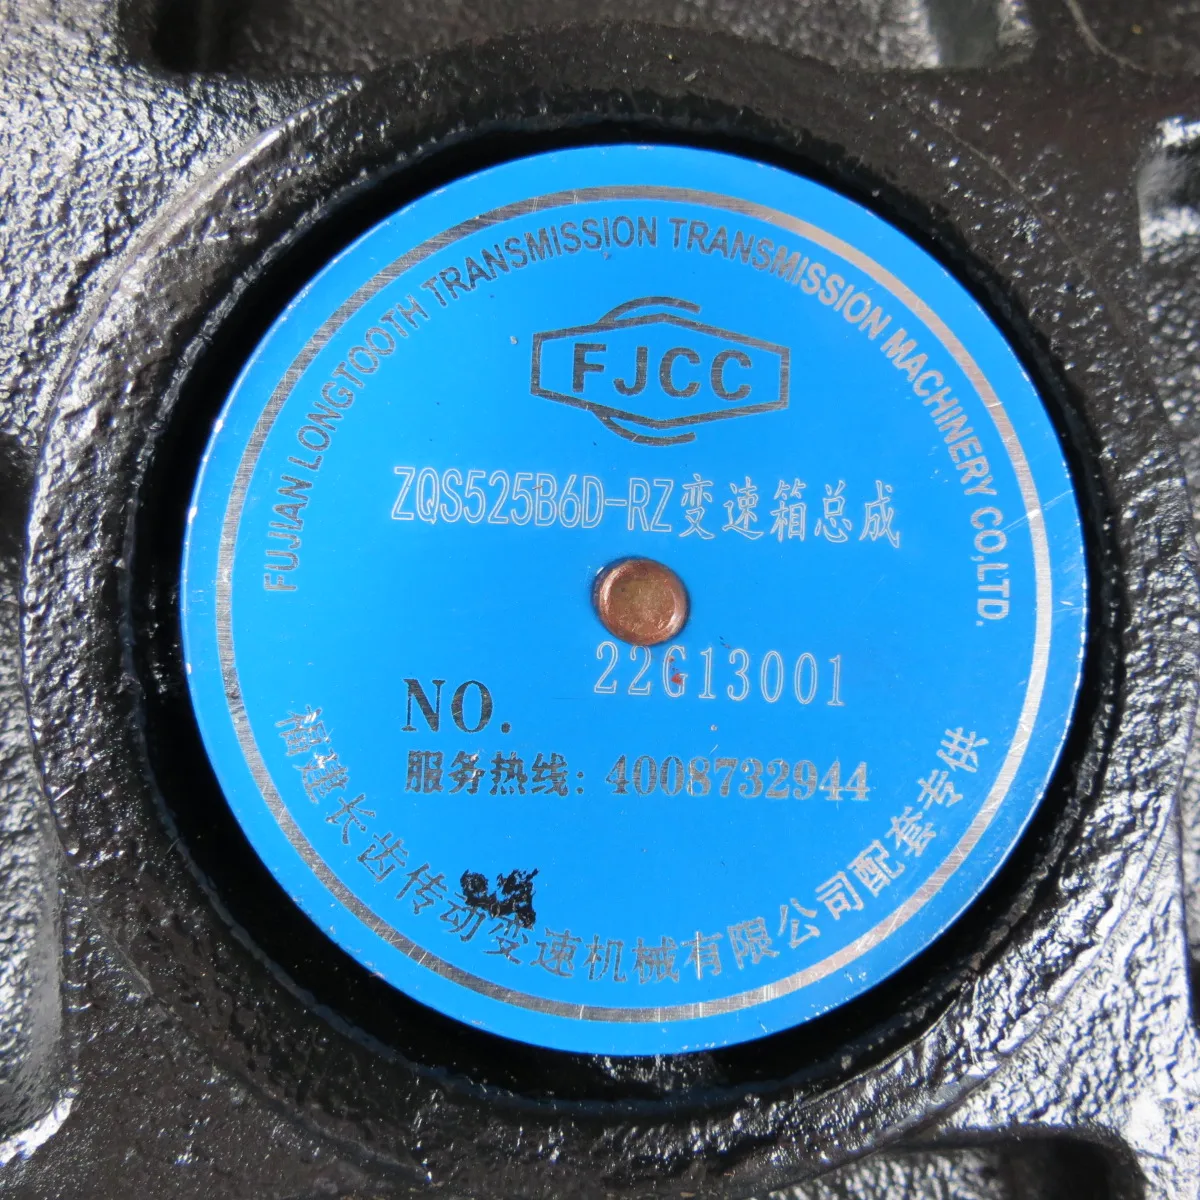 FUJIAN LONGTOOTH TRANSMISSION TRANSMISSION MACHINERY CO.,LTD.
FJCC
ZQS525B6D-RZ变速箱总成
22G13001
NO.
服务热线: 4008732944
福建长齿传动变速机械有限公司配套专供